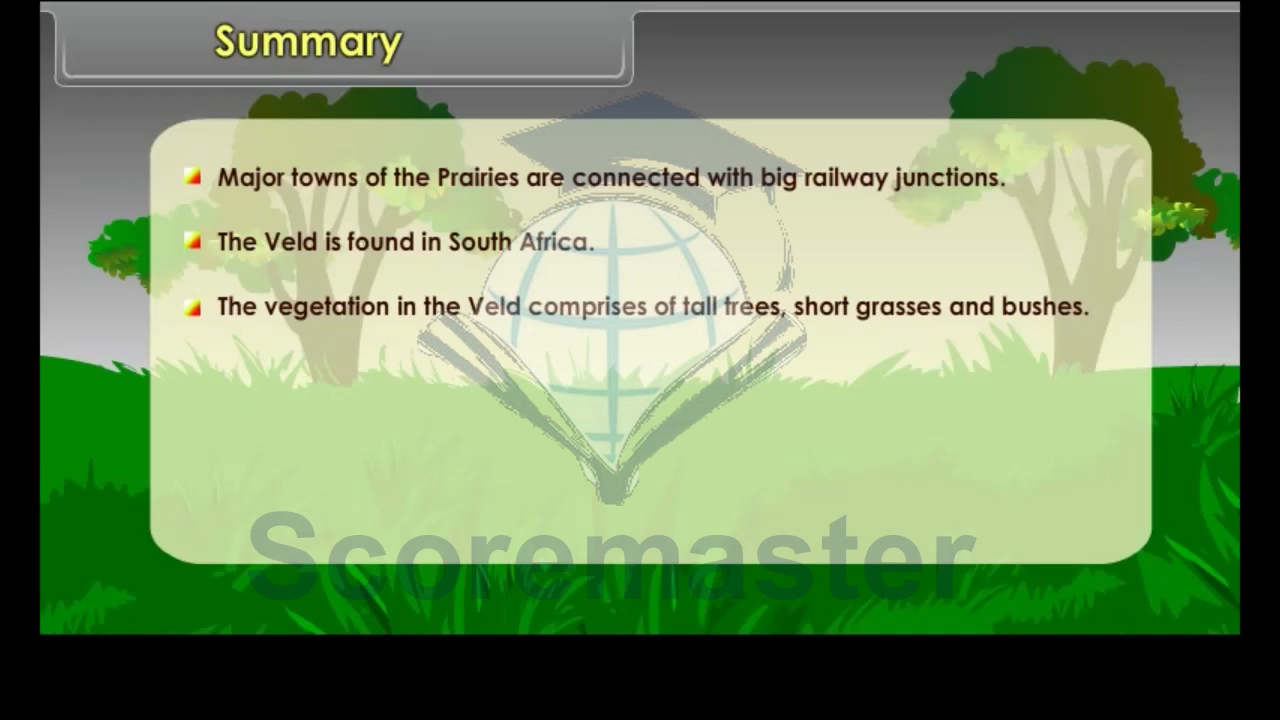 Summary
Major towns of the Prairies are connected with big railway junctions.
The Veld is found in South Africa.
The vegetation in the Veld comprises of tall trees, short grasses and bushes.
Scoremaster